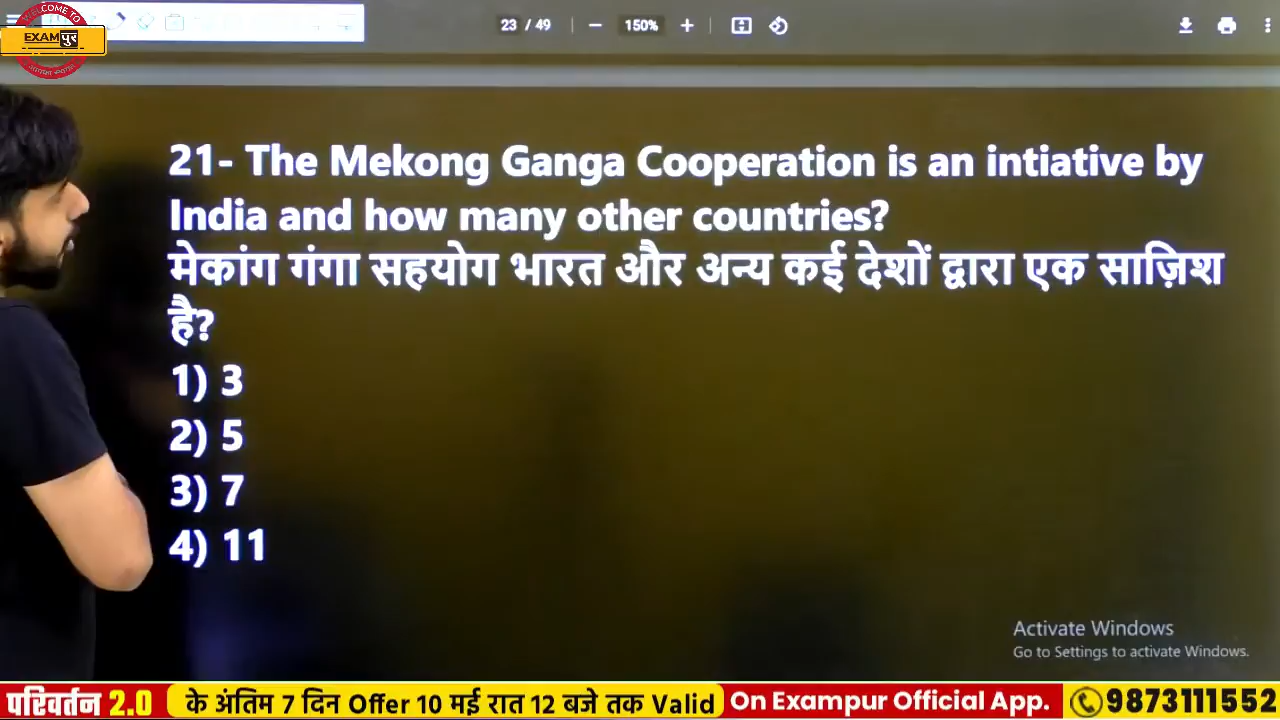 WELCOME TO
EXAMপুর
23 / 49
150%
21- The Mekong Ganga Cooperation is an intiative by
India and how many other countries?
मेकांग गंगा सहयोग भारत और अन्य कई देशों द्वारा एक साज़िश
है?
1) 3
2) 5
3) 7
4) 11
Activate Windows
Go to Settings to activate Windows.
परिवर्तन 2.0 के अंतिम 7 दिन Offer 10 मई रात 12 बजे तक Valid On Exampur Official App. 9873111552